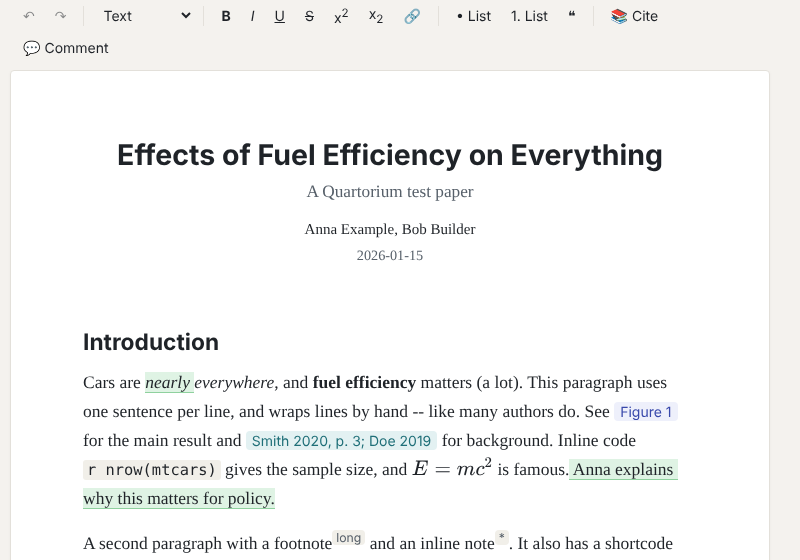 ↶ ↷ Text B I U S x² x₂ 🔗 • List 1. List ❝ 📚 Cite
💬 Comment
Effects of Fuel Efficiency on Everything
A Quartorium test paper
Anna Example, Bob Builder
2026-01-15
Introduction
Cars are nearly everywhere, and fuel efficiency matters (a lot). This paragraph uses
one sentence per line, and wraps lines by hand -- like many authors do. See Figure 1
for the main result and Smith 2020, p. 3; Doe 2019 for background. Inline code
r nrow(mtcars) gives the sample size, and E = mc² is famous. Anna explains
why this matters for policy.
A second paragraph with a footnote long and an inline note *. It also has a shortcode